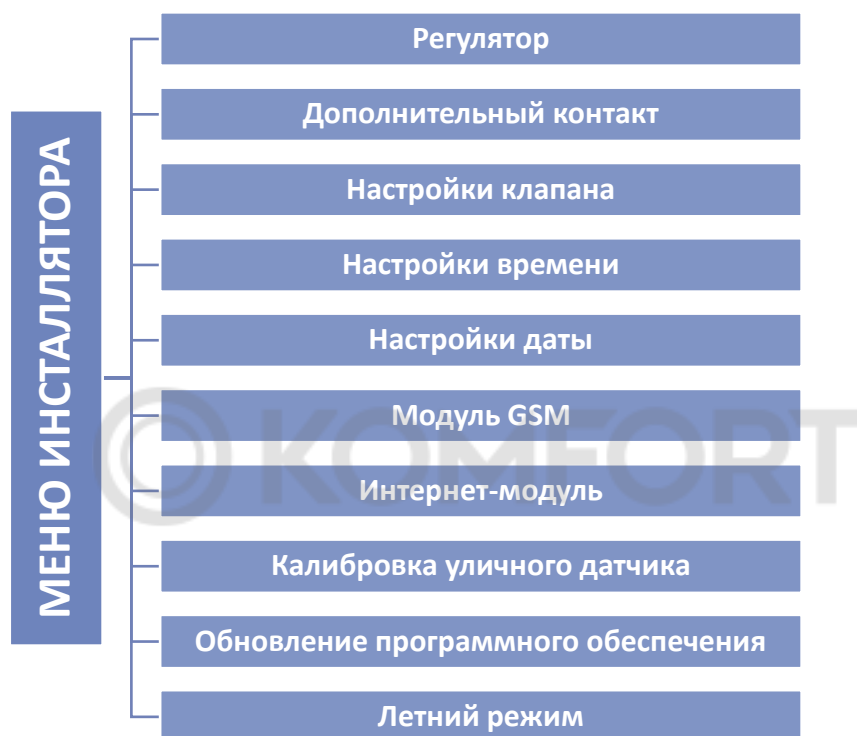 МЕНЮ ИНСТАЛЛЯТОРА
Регулятор
Дополнительный контакт
Настройки клапана
Настройки времени
Настройки даты
Модуль GSM
Интернет-модуль
Калибровка уличного датчика
Обновление программного обеспечения
Летний режим
KOMFORT